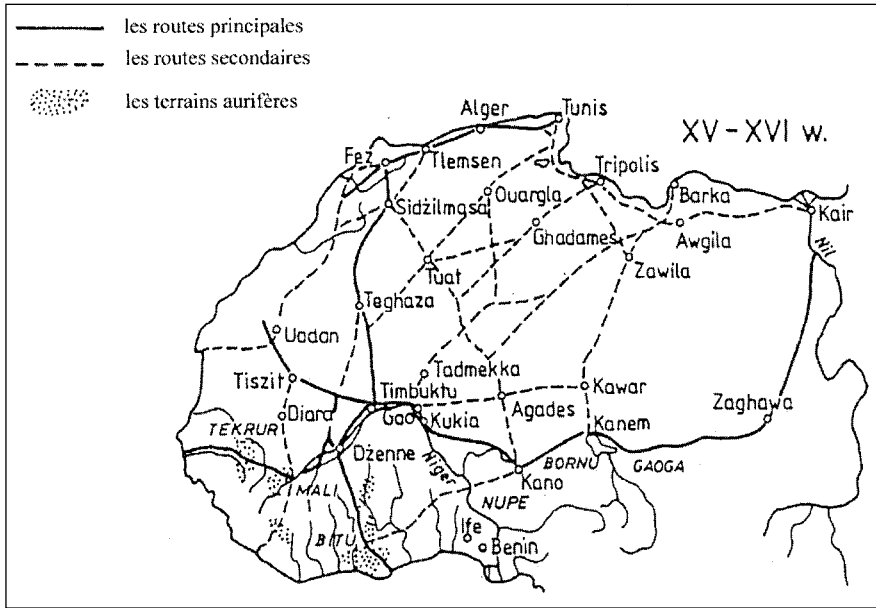 les routes principales
les routes secondaires
les terrains aurifères
XV - XVI w.
Tunis
Alger
Fez
Tlemsen
Tripolis
Barka
Kair
Sidżilmasa
Ouargla
Ghadames
Awgila
Nil
Tuat
Zawila
Teghaza
Uadan
Tadmekka
Tiszit
Timbuktu
Kawar
Agades
Zaghawa
Diara
Gao
Kukia
Kanem
TEKRUR
Dżenne
Niger
Kano
BORNU
GAOGA
MALI
NUPE
BITU
Ife
Benin